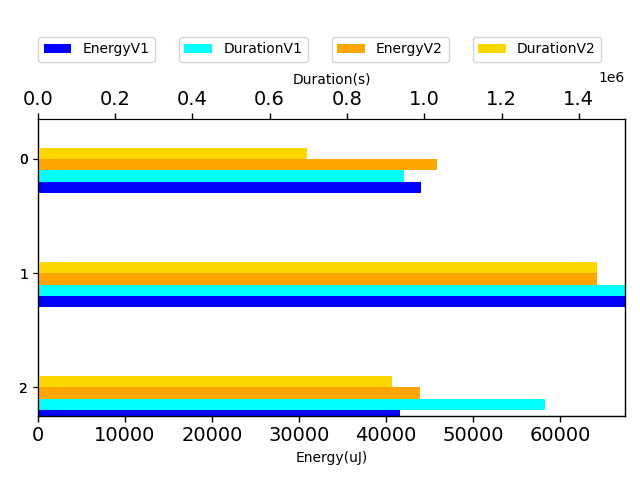 EnergyV1 DurationV1 EnergyV2 DurationV2
Duration(s)
1e6
0.0 0.2 0.4 0.6 0.8 1.0 1.2 1.4
0
1
2
0 10000 20000 30000 40000 50000 60000
Energy(uJ)